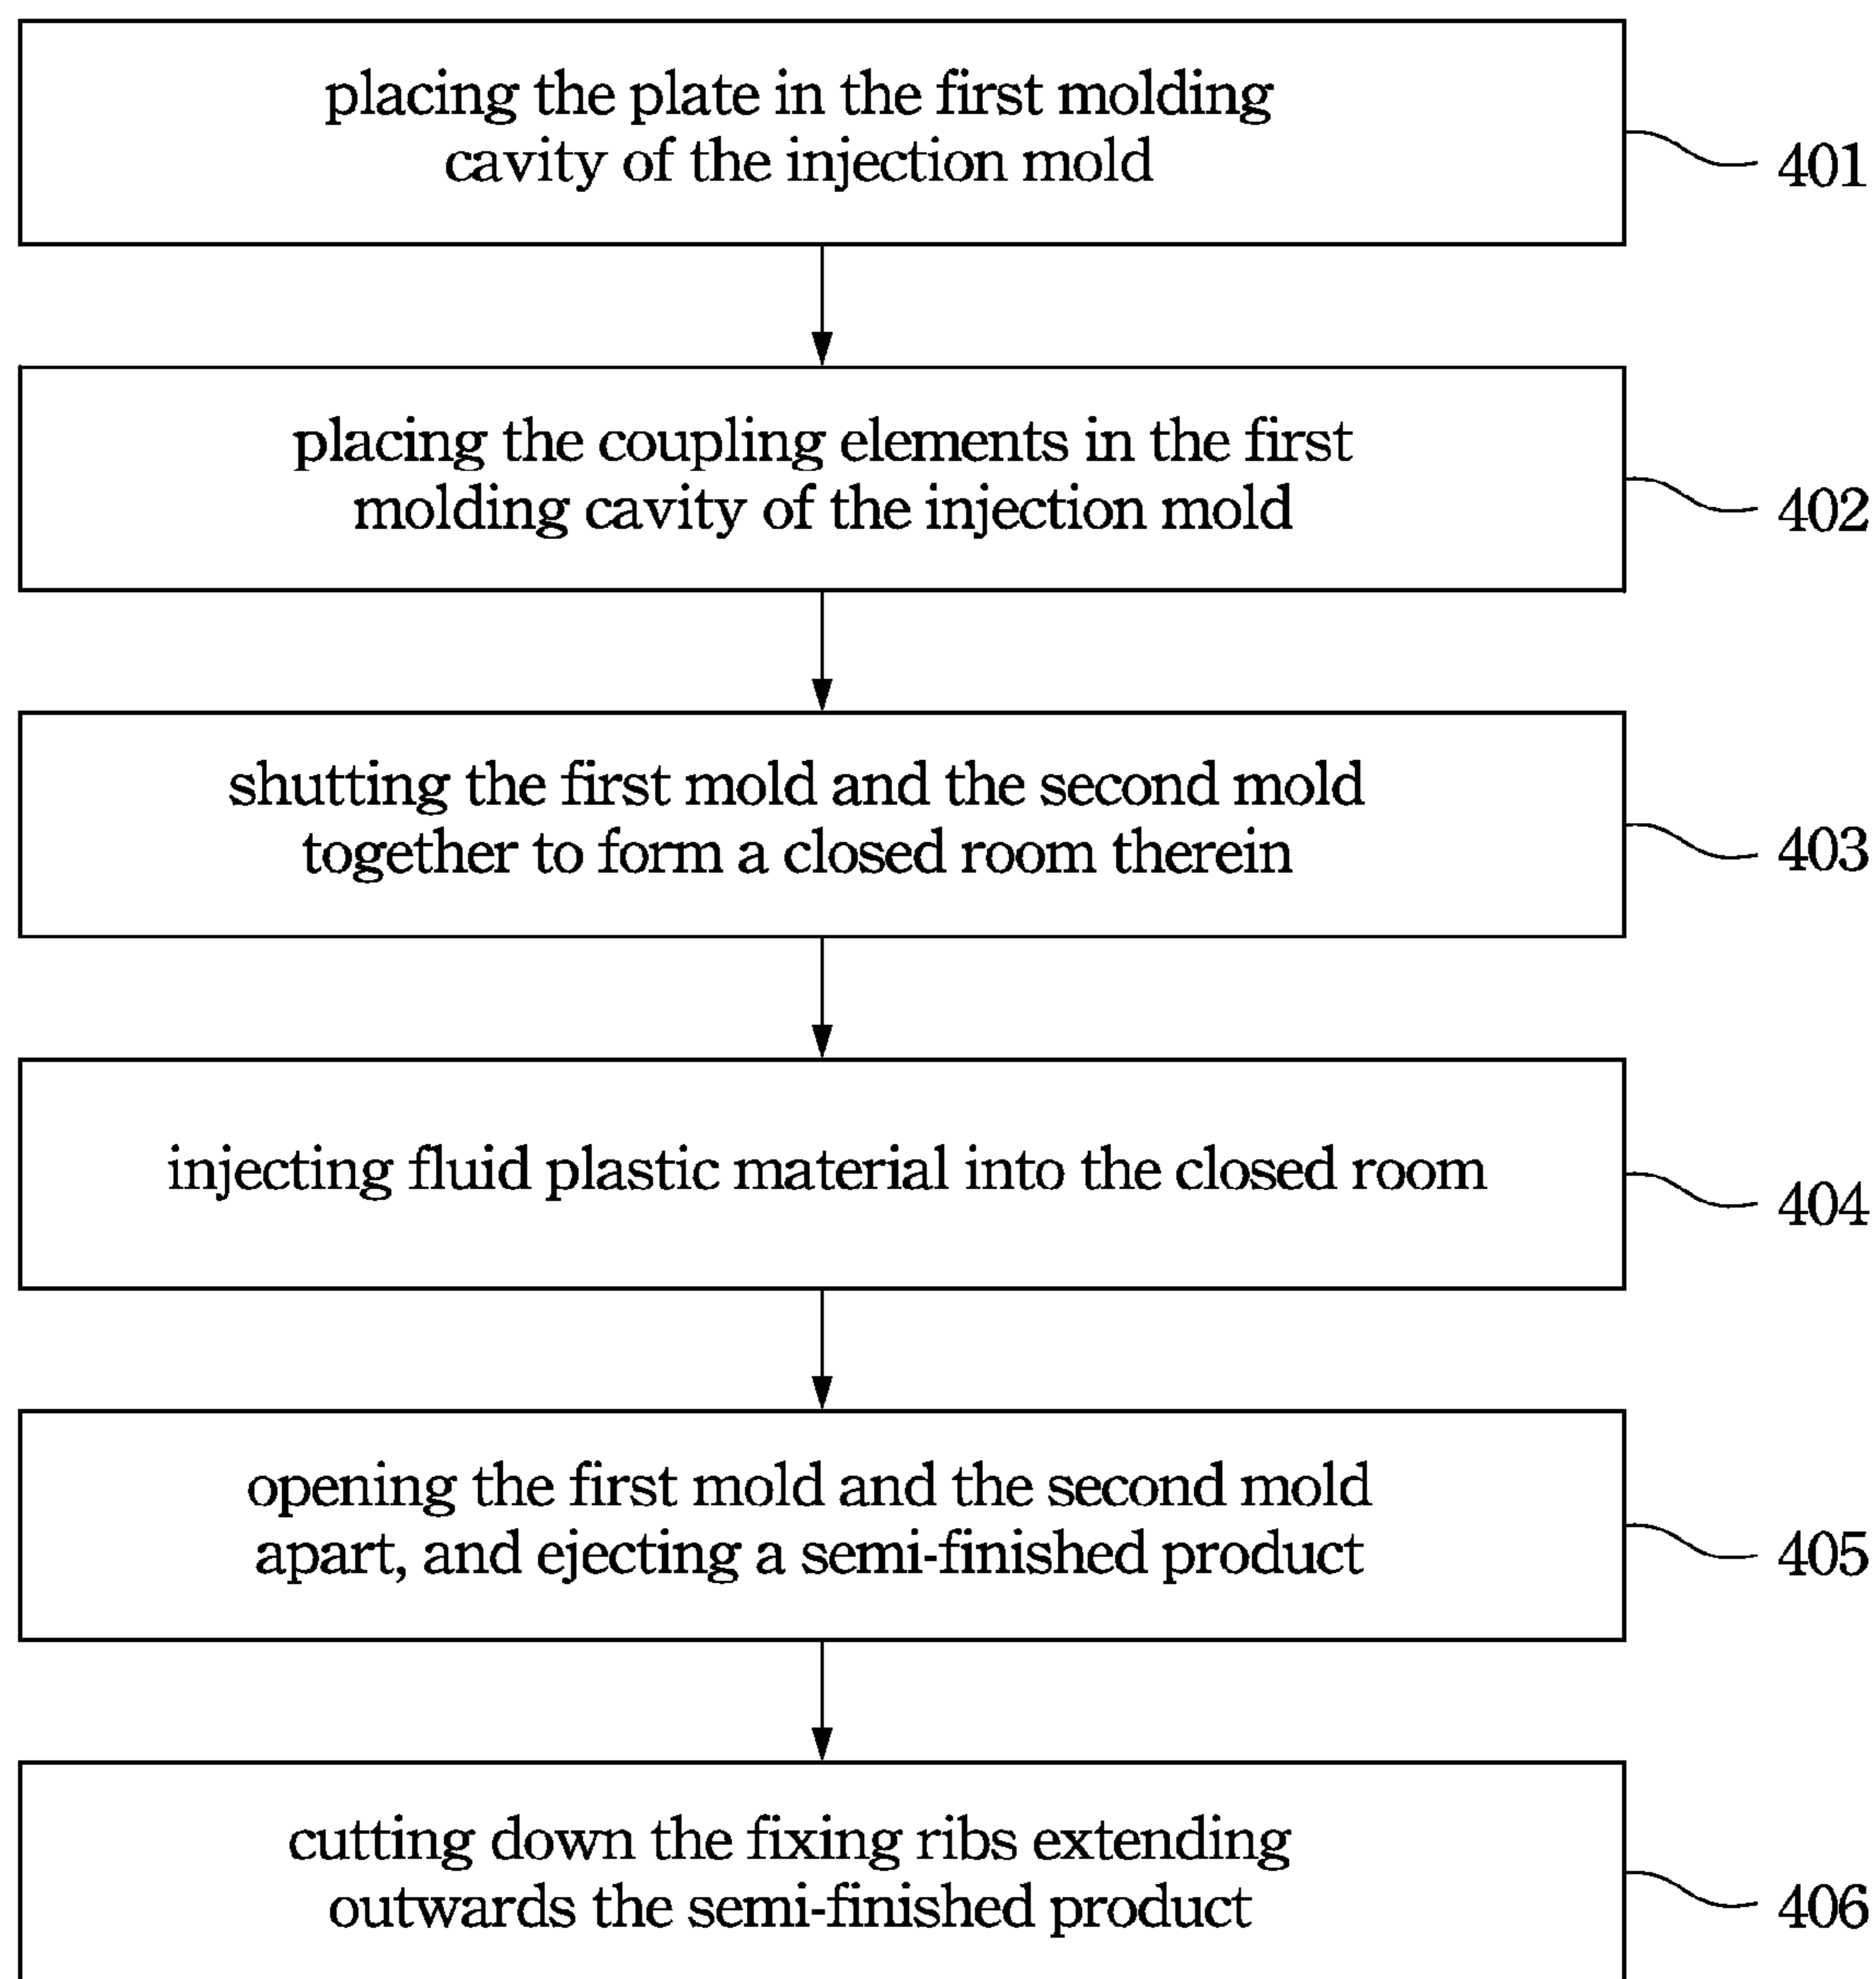 placing the plate in the first molding
cavity of the injection mold
401
placing the coupling elements in the first
molding cavity of the injection mold
402
shutting the first mold and the second mold
together to form a closed room therein
403
injecting fluid plastic material into the closed room
404
opening the first mold and the second mold
apart, and ejecting a semi-finished product
405
cutting down the fixing ribs extending
outwards the semi-finished product
406